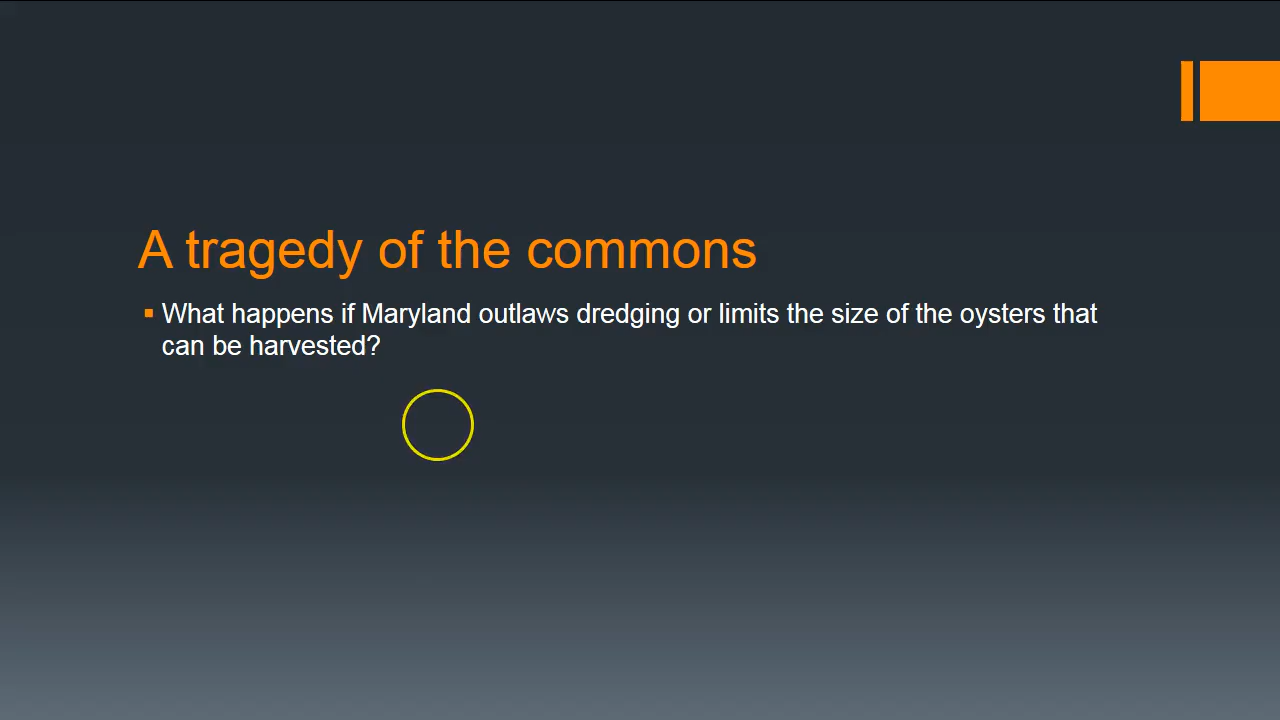 A tragedy of the commons
What happens if Maryland outlaws dredging or limits the size of the oysters that
can be harvested?